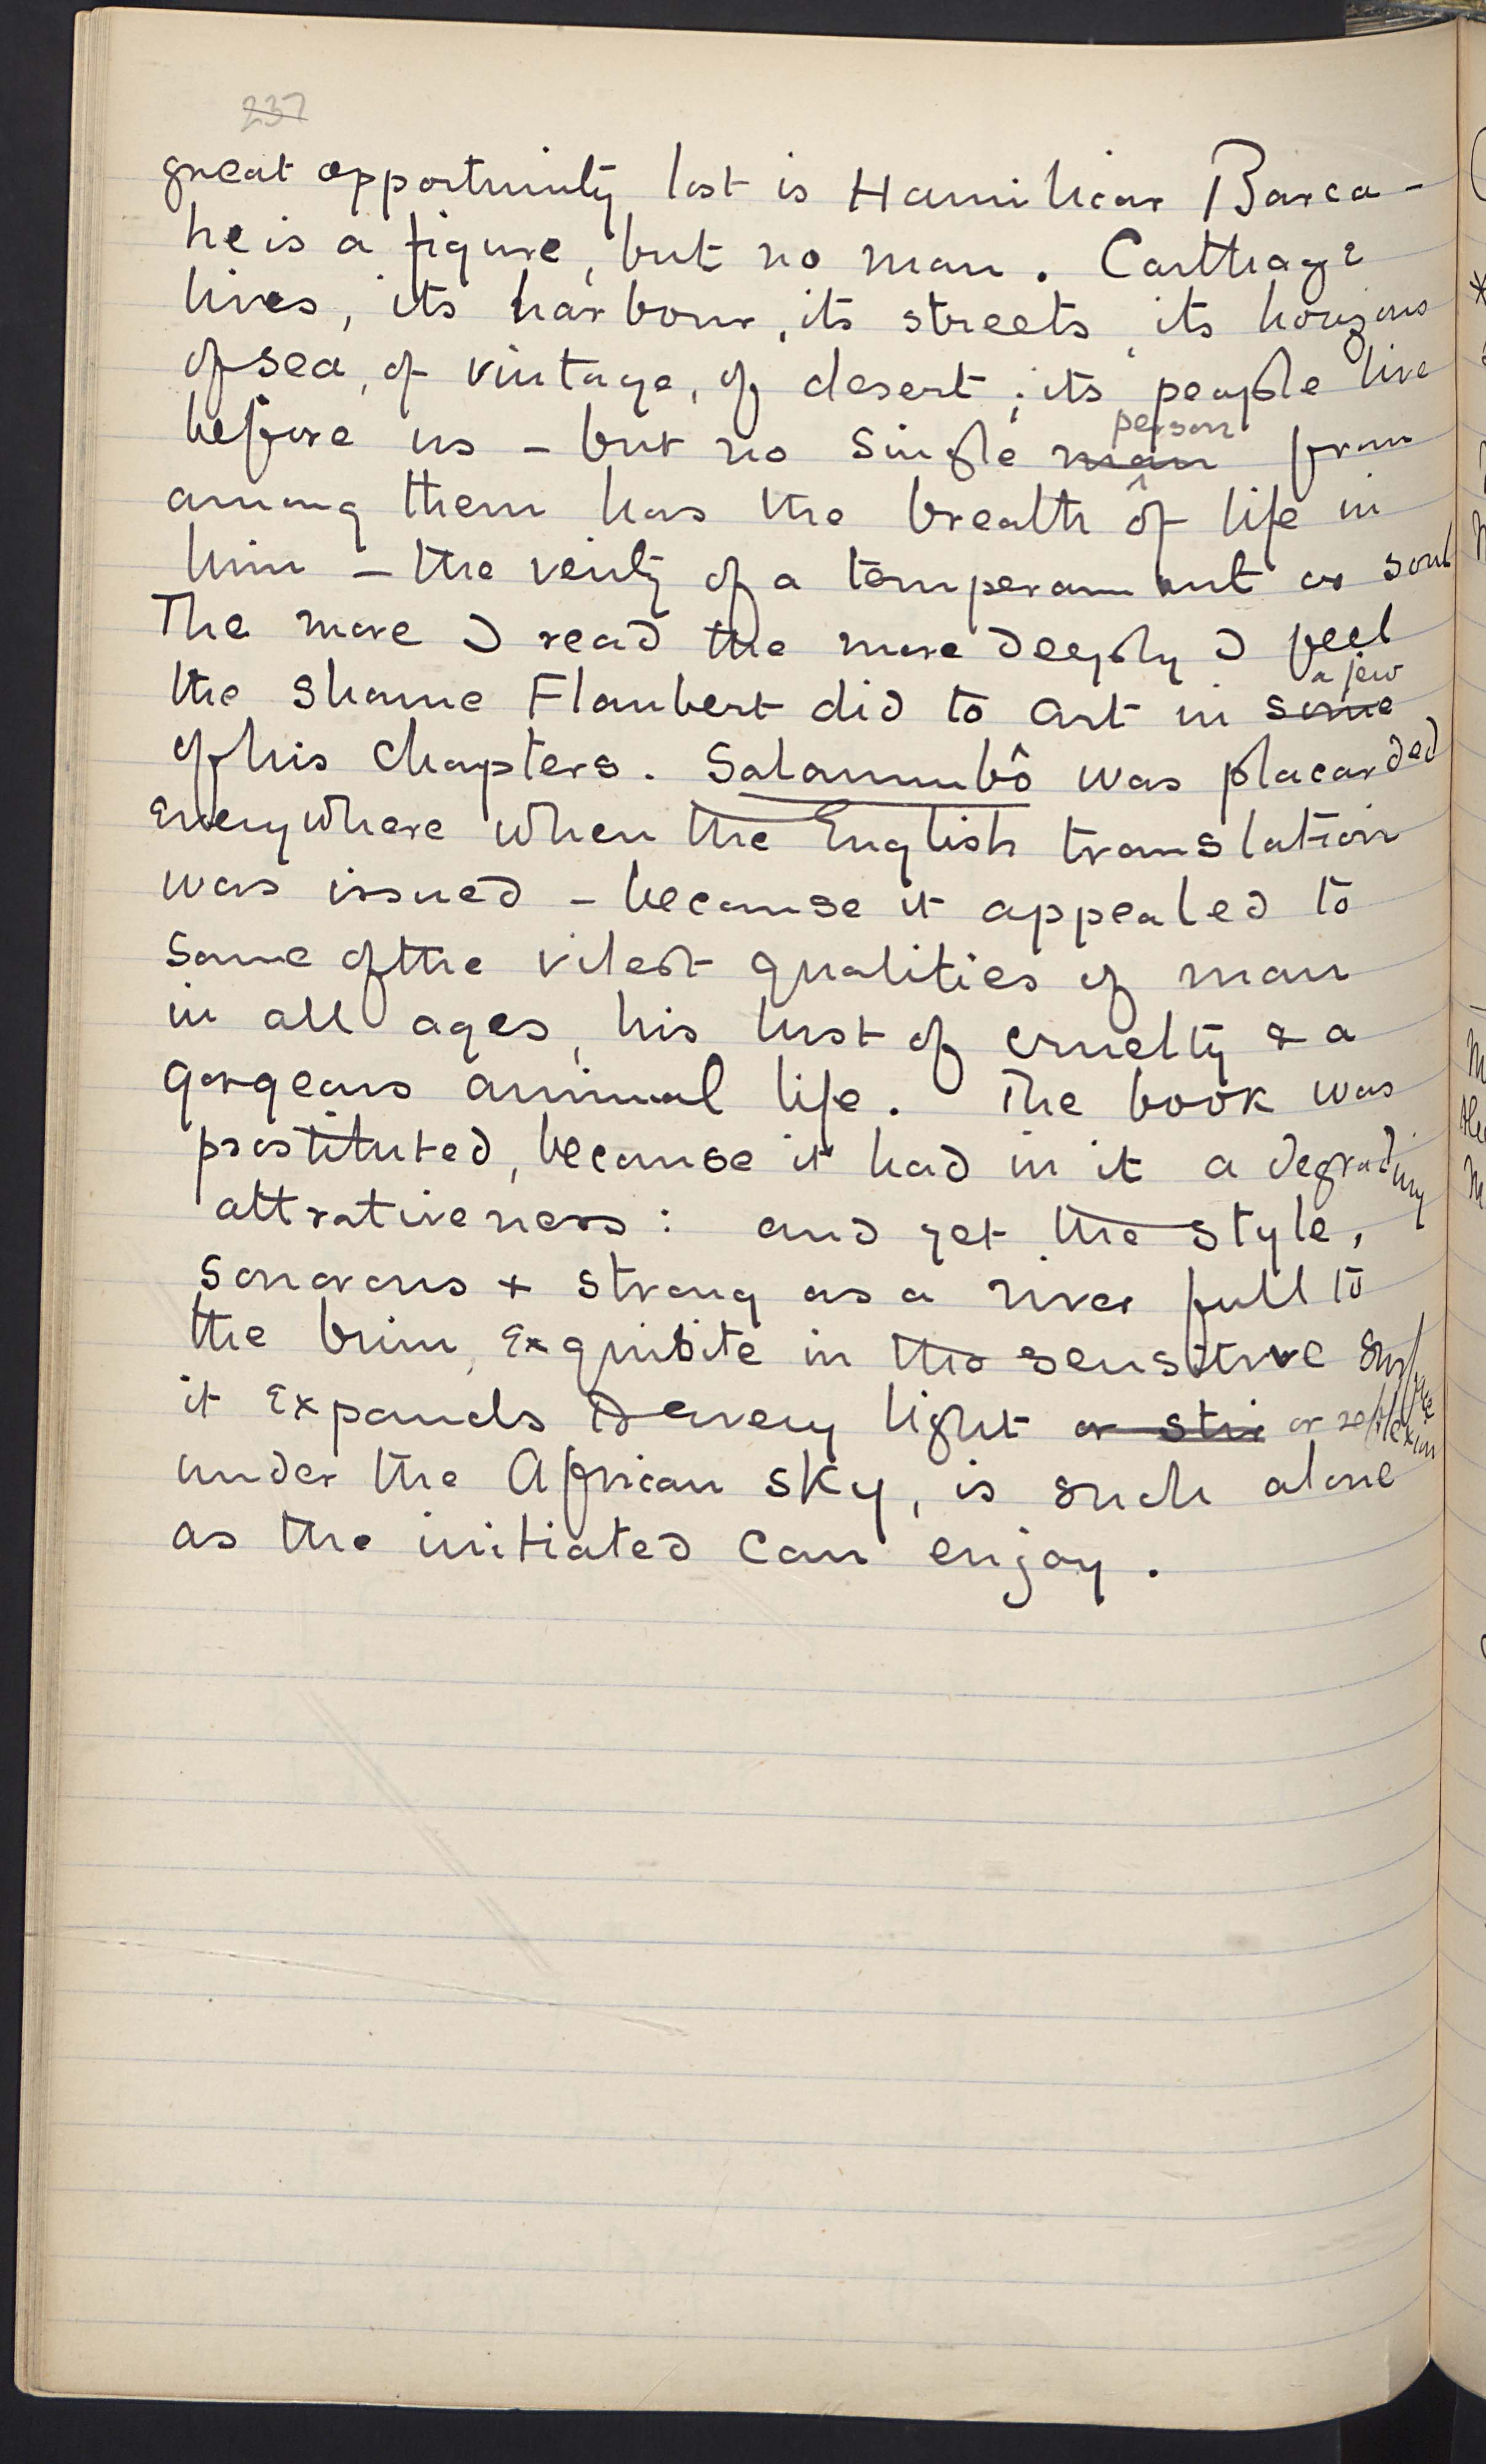 237
great opportunity lost is Hamilicar Barca -
he is a figure, but no man. Carthage
lives, its harbour, its streets, its horizons
of sea, of vintage, of desert; its people live
before us - but no single man person from
among them has the breath of life in
him - the verity of a temperament or soul
The more I read the more deeply I feel
the shame Flaubert did to art in some a few
of his chapters. Salammbô was placarded
everywhere when the English translation
was issued - because it appealed to
some of the vilest qualities of man
in all ages, his lust of cruelty & a
gorgeous animal life. The book was
prostituted, because it had in it a degrading
attrativeness: and yet the style,
sonorous + strong as a river full to
the brim, exquisite in the sensitive surface
it expands to every light or stri or reflexion
under the African sky, is such alone
as the initiated can enjoy.